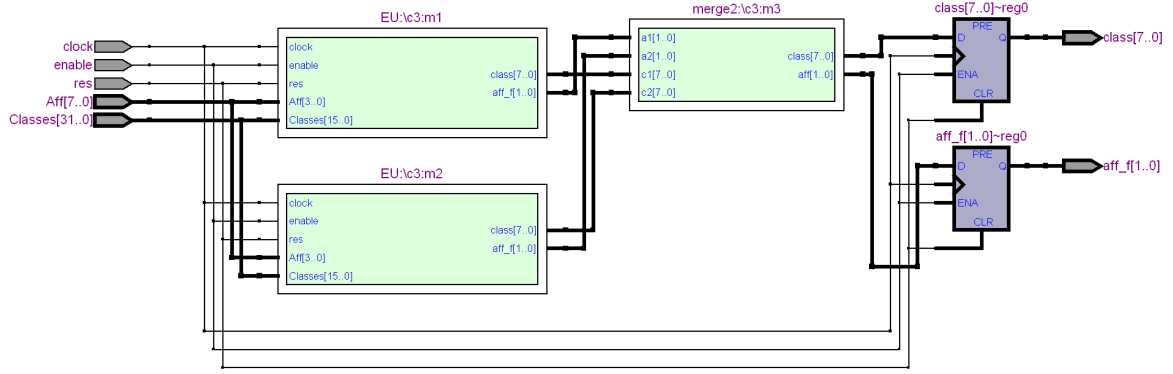 EU:\c3:m1
merge2:\c3:m3
class[7..0]~reg0
clock
enable
res
Aff[7..0]
Classes[31..0]
clock
enable
res
Aff[3..0]
Classes[15..0]
class[7..0]
aff_f[1..0]
a1[1..0]
a2[1..0]
c1[7..0]
c2[7..0]
class[7..0]
aff[1..0]
PRE
D
Q
ENA
CLR
class[7..0]
EU:\c3:m2
clock
enable
res
Aff[3..0]
Classes[15..0]
class[7..0]
aff_f[1..0]
aff_f[1..0]~reg0
PRE
D
Q
ENA
CLR
aff_f[1..0]